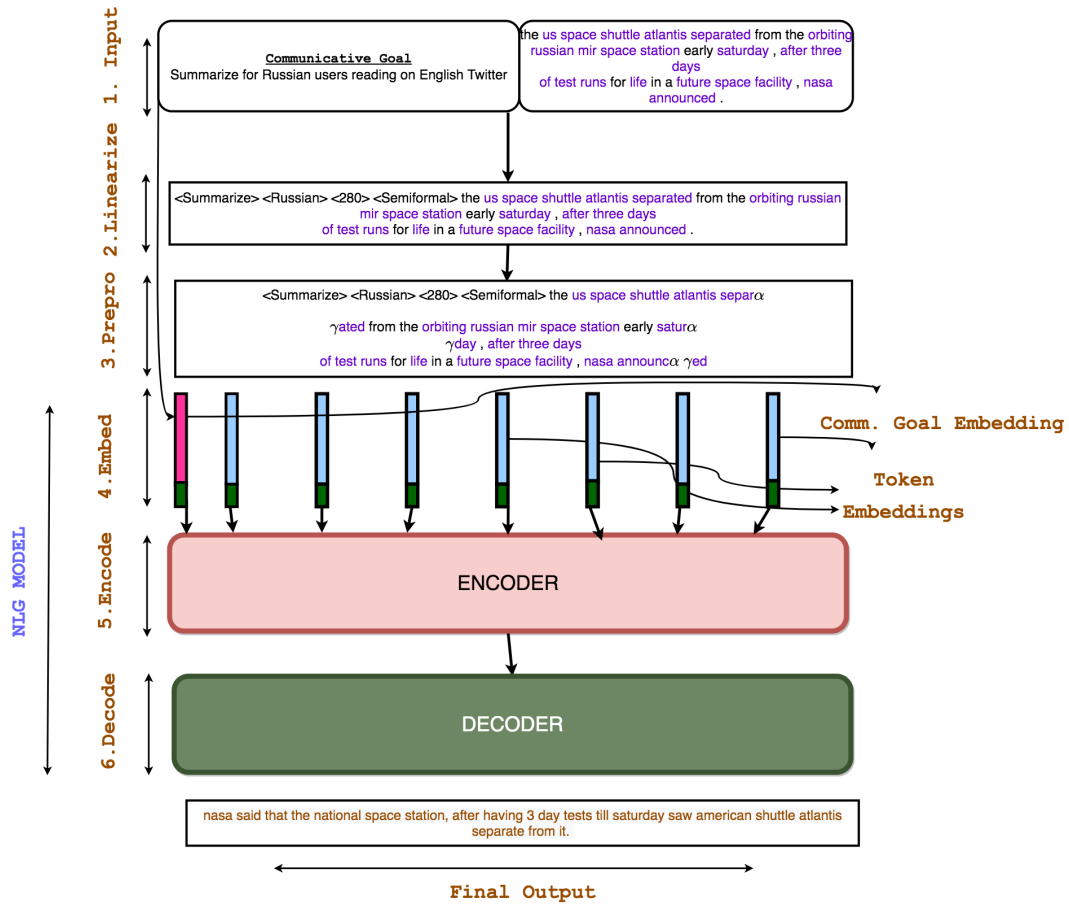 1. Input
Communicative Goal
Summarize for Russian users reading on English Twitter
the us space shuttle atlantis separated from the orbiting
russian mir space station early saturday , after three
days
of test runs for life in a future space facility , nasa
announced .
2.Linearize
<Summarize> <Russian> <280> <Semiformal> the us space shuttle atlantis separated from the orbiting russian
mir space station early saturday , after three days
of test runs for life in a future space facility , nasa announced .
3.Prepro
<Summarize> <Russian> <280> <Semiformal> the us space shuttle atlantis separα
γated from the orbiting russian mir space station early saturα
γday , after three days
of test runs for life in a future space facility , nasa announcα γed
NLG MODEL
4.Embed
Comm. Goal Embedding
Token
Embeddings
5.Encode
ENCODER
6.Decode
DECODER
nasa said that the national space station, after having 3 day tests till saturday saw american shuttle atlantis
separate from it.
Final Output